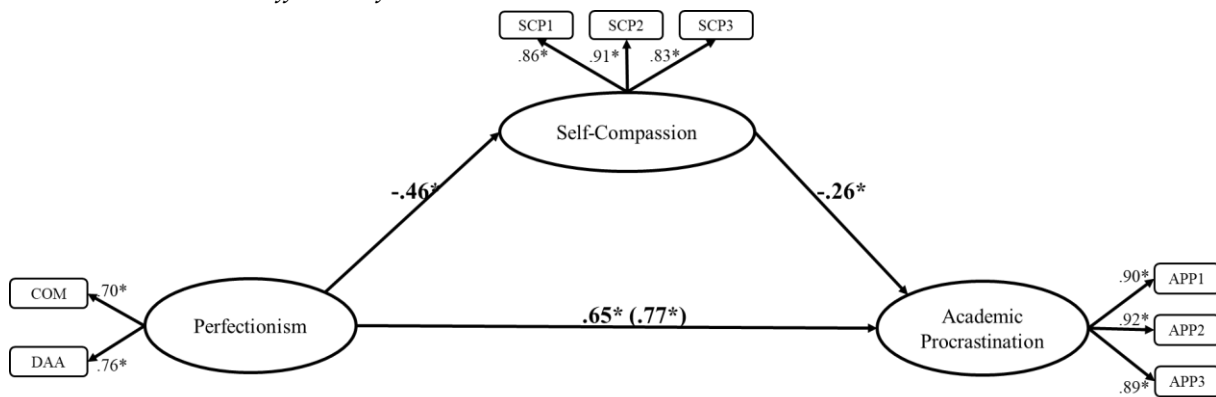 SCP1
SCP2
SCP3
.86*
.91*
.83*
Self-Compassion
-.46*
-.26*
COM
.70*
Perfectionism
DAA
.76*
.65* (.77*)
Academic
Procrastination
.90*
APP1
.92*
APP2
.89*
APP3